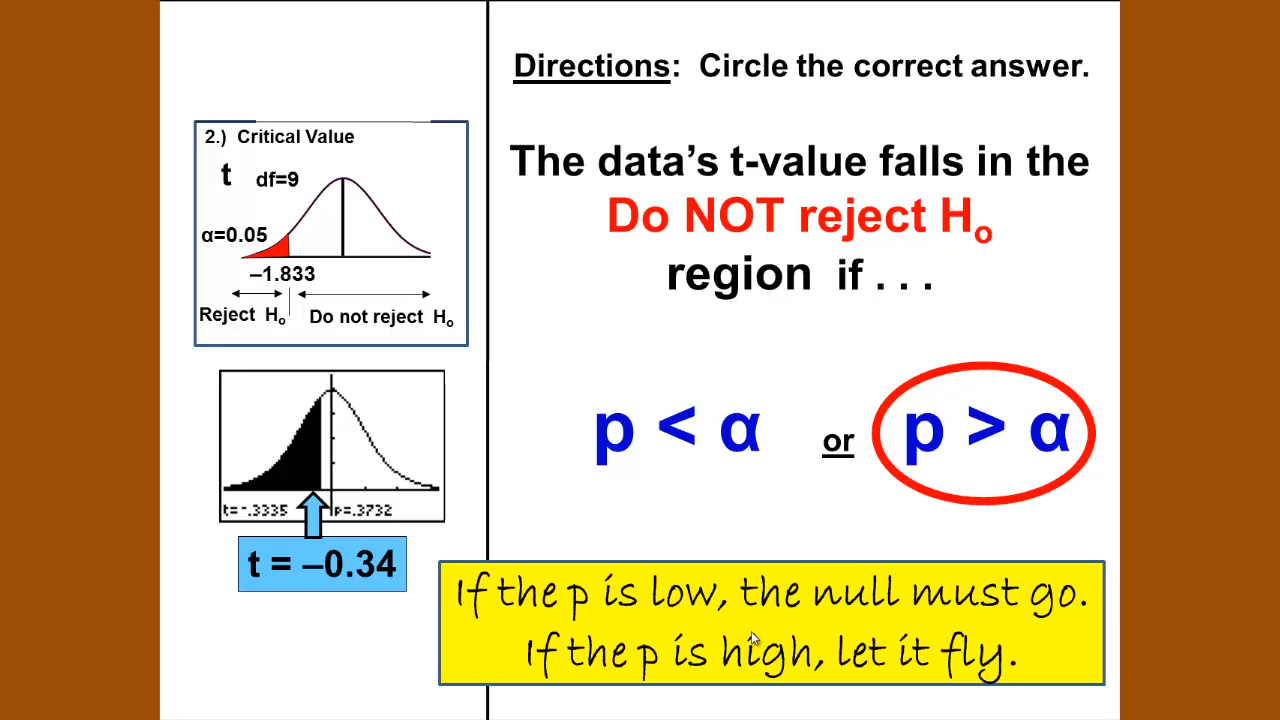 Directions: Circle the correct answer.
2.) Critical Value
t df=9
α=0.05
–1.833
Reject Ho Do not reject Ho
t=-.3335 p=.3732
t = –0.34
The data’s t-value falls in the
Do NOT reject Ho
region if . . .
p < α or p > α
If the p is low, the null must go.
If the p is high, let it fly.